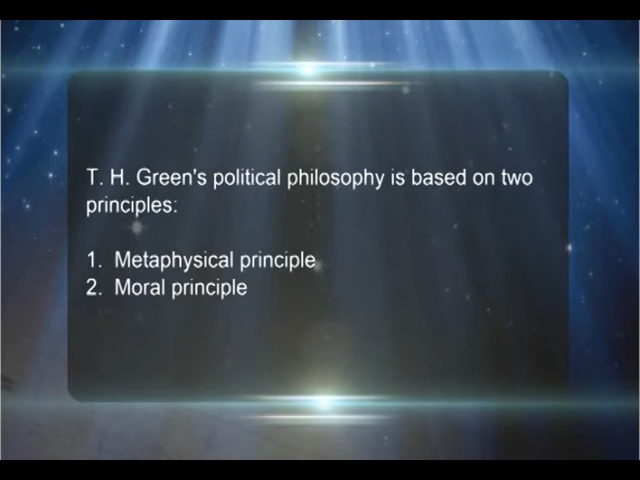 T. H. Green's political philosophy is based on two
principles:
1. Metaphysical principle
2. Moral principle